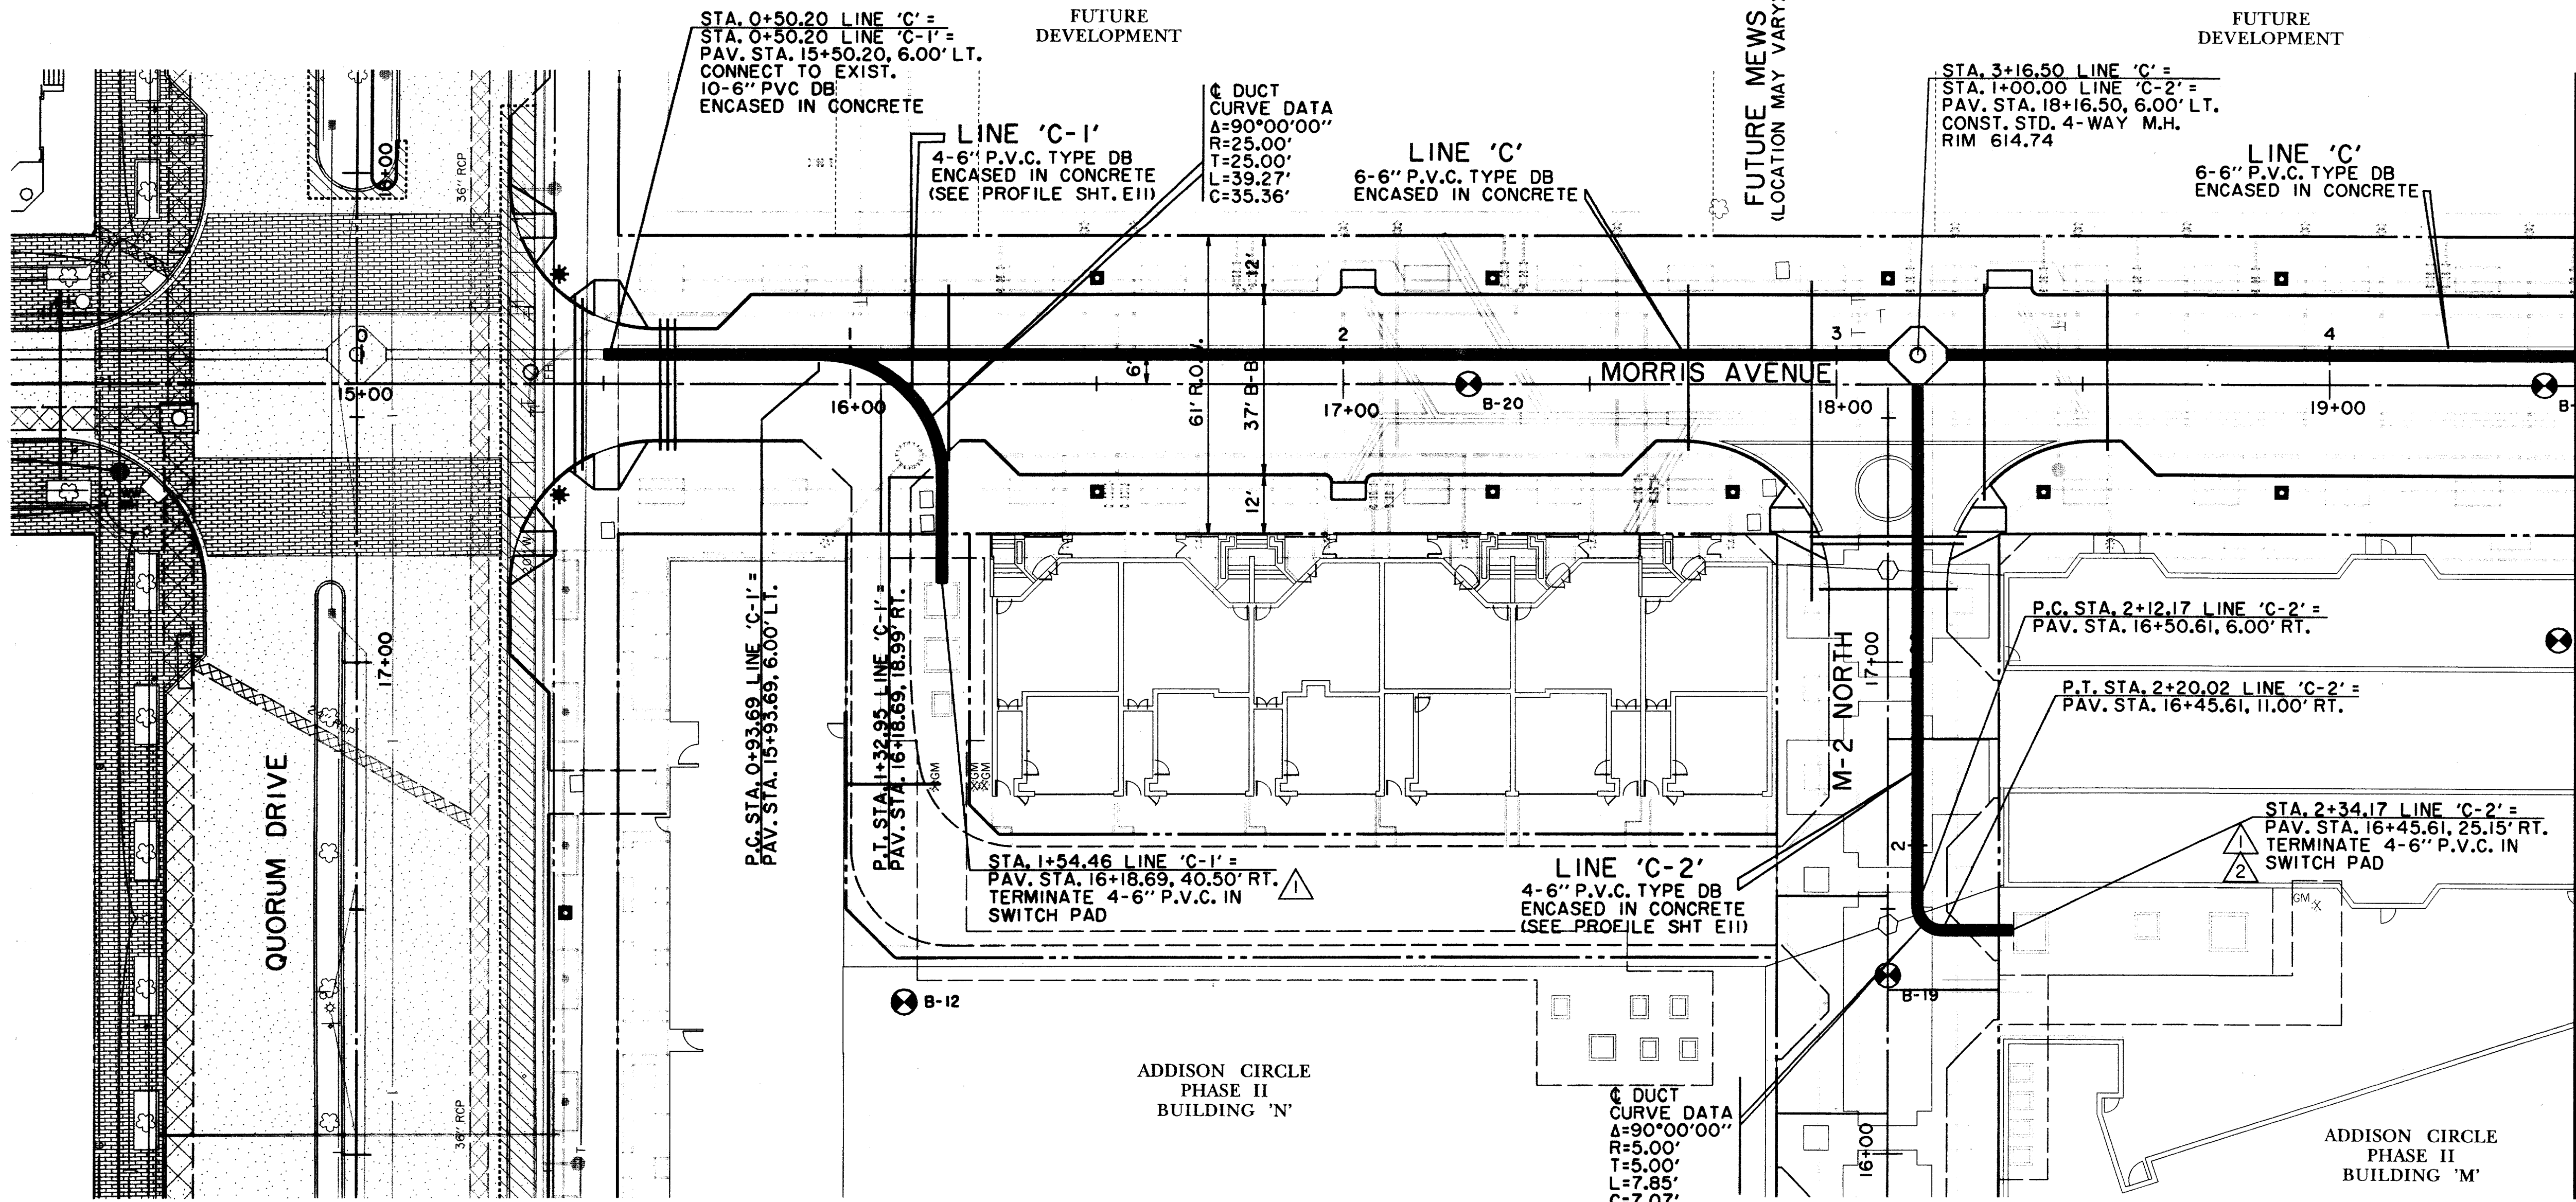 STA. 0+50.20 LINE 'C' =
STA. 0+50.20 LINE 'C-1' =
PAV. STA. 15+50.20, 6.00' LT.
CONNECT TO EXIST.
10-6" PVC DB
ENCASED IN CONCRETE
FUTURE
DEVELOPMENT
LINE 'C-1'
4-6" P.V.C. TYPE DB
ENCASED IN CONCRETE
(SEE PROFILE SHT. E11)
℄ DUCT
CURVE DATA
Δ=90°00'00"
R=25.00'
T=25.00'
L=39.27'
C=35.36'
LINE 'C'
6-6" P.V.C. TYPE DB
ENCASED IN CONCRETE
FUTURE MEWS
(LOCATION MAY VARY)
STA. 3+16.50 LINE 'C' =
STA. 1+00.00 LINE 'C-2' =
PAV. STA. 18+16.50, 6.00' LT.
CONST. STD. 4-WAY M.H.
RIM 614.74
FUTURE
DEVELOPMENT
LINE 'C'
6-6" P.V.C. TYPE DB
ENCASED IN CONCRETE
36" RCP
12'
0
1
2
3
4
6'
61' R.O.W.
37' B-B
MORRIS AVENUE
15+00
16+00
17+00
B-20
18+00
19+00
B-
12'
P.C. STA. 0+93.69 LINE 'C-1' =
PAV. STA. 15+93.69, 6.00' LT.
P.T. STA. 1+32.95 LINE 'C-1' =
PAV. STA. 16+18.69, 18.99' RT.
17+00
QUORUM DRIVE
GM
GM
GM
M-2 NORTH
17+00
P.C. STA. 2+12.17 LINE 'C-2' =
PAV. STA. 16+50.61, 6.00' RT.
P.T. STA. 2+20.02 LINE 'C-2' =
PAV. STA. 16+45.61, 11.00' RT.
STA. 2+34.17 LINE 'C-2' =
PAV. STA. 16+45.61, 25.15' RT.
TERMINATE 4-6" P.V.C. IN
SWITCH PAD
1
2
2
STA. 1+54.46 LINE 'C-1' =
PAV. STA. 16+18.69, 40.50' RT.
TERMINATE 4-6" P.V.C. IN
SWITCH PAD
1
LINE 'C-2'
4-6" P.V.C. TYPE DB
ENCASED IN CONCRETE
(SEE PROFILE SHT E11)
GM
B-12
B-19
ADDISON CIRCLE
PHASE II
BUILDING 'N'
℄ DUCT
CURVE DATA
Δ=90°00'00"
R=5.00'
T=5.00'
L=7.85'
C=7.07'
16+00
36" RCP
T
ADDISON CIRCLE
PHASE II
BUILDING 'M'